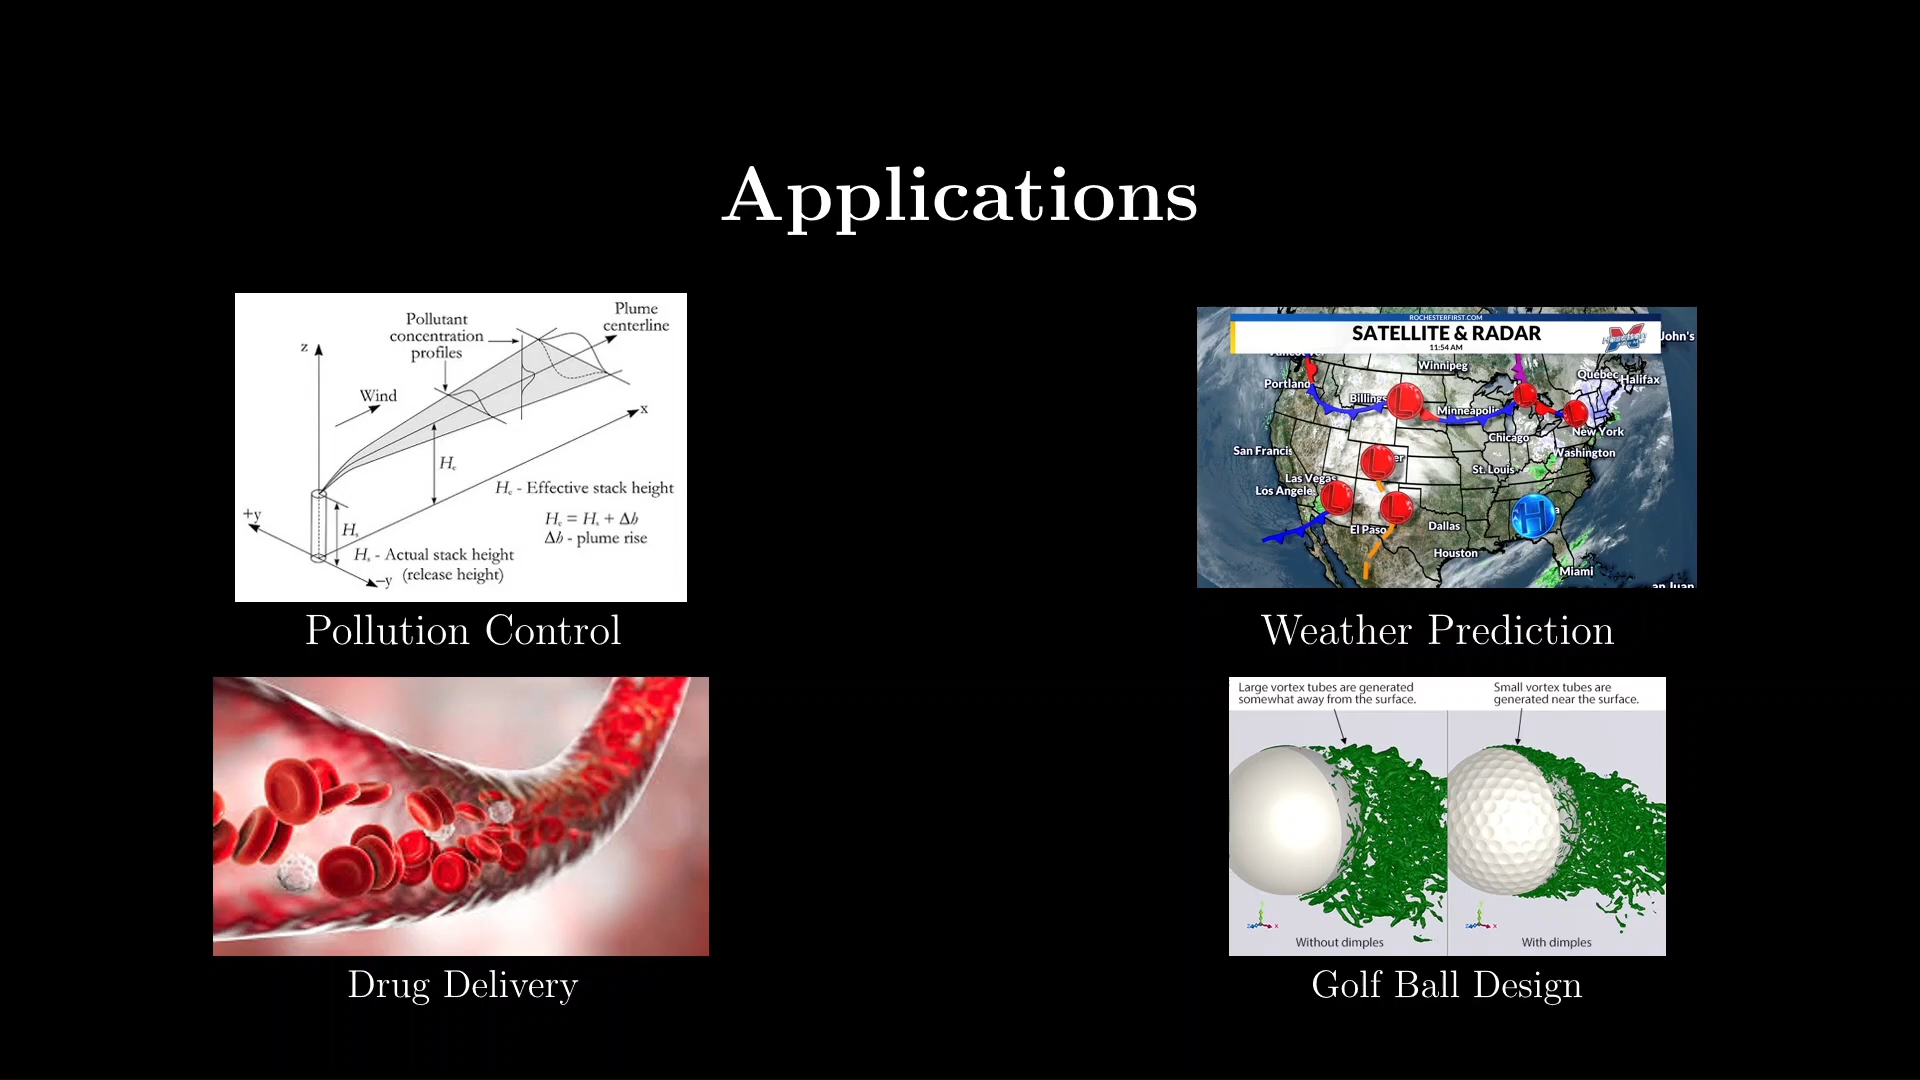 Applications
Pollutant
concentration
profiles
Plume
centerline
z
Wind
x
Hₑ
Hₑ - Effective stack height
+y
Hₛ
Hₑ = Hₛ + Δh
Δh - plume rise
Hₛ - Actual stack height
(release height)
–y
Pollution Control
ROCHESTERFIRST.COM
SATELLITE & RADAR
11:54 AM
John's
Winnipeg
Québec
Halifax
Portland
Billings
Minneapolis
New York
Chicago
San Francis
Washington
St. Louis
Las Vegas
Los Angele
El Paso
Dallas
Houston
Miami
an Juan
L
L
L
L
H
Weather Prediction
Drug Delivery
Large vortex tubes are generated
somewhat away from the surface.
Small vortex tubes are
generated near the surface.
Without dimples
With dimples
Golf Ball Design